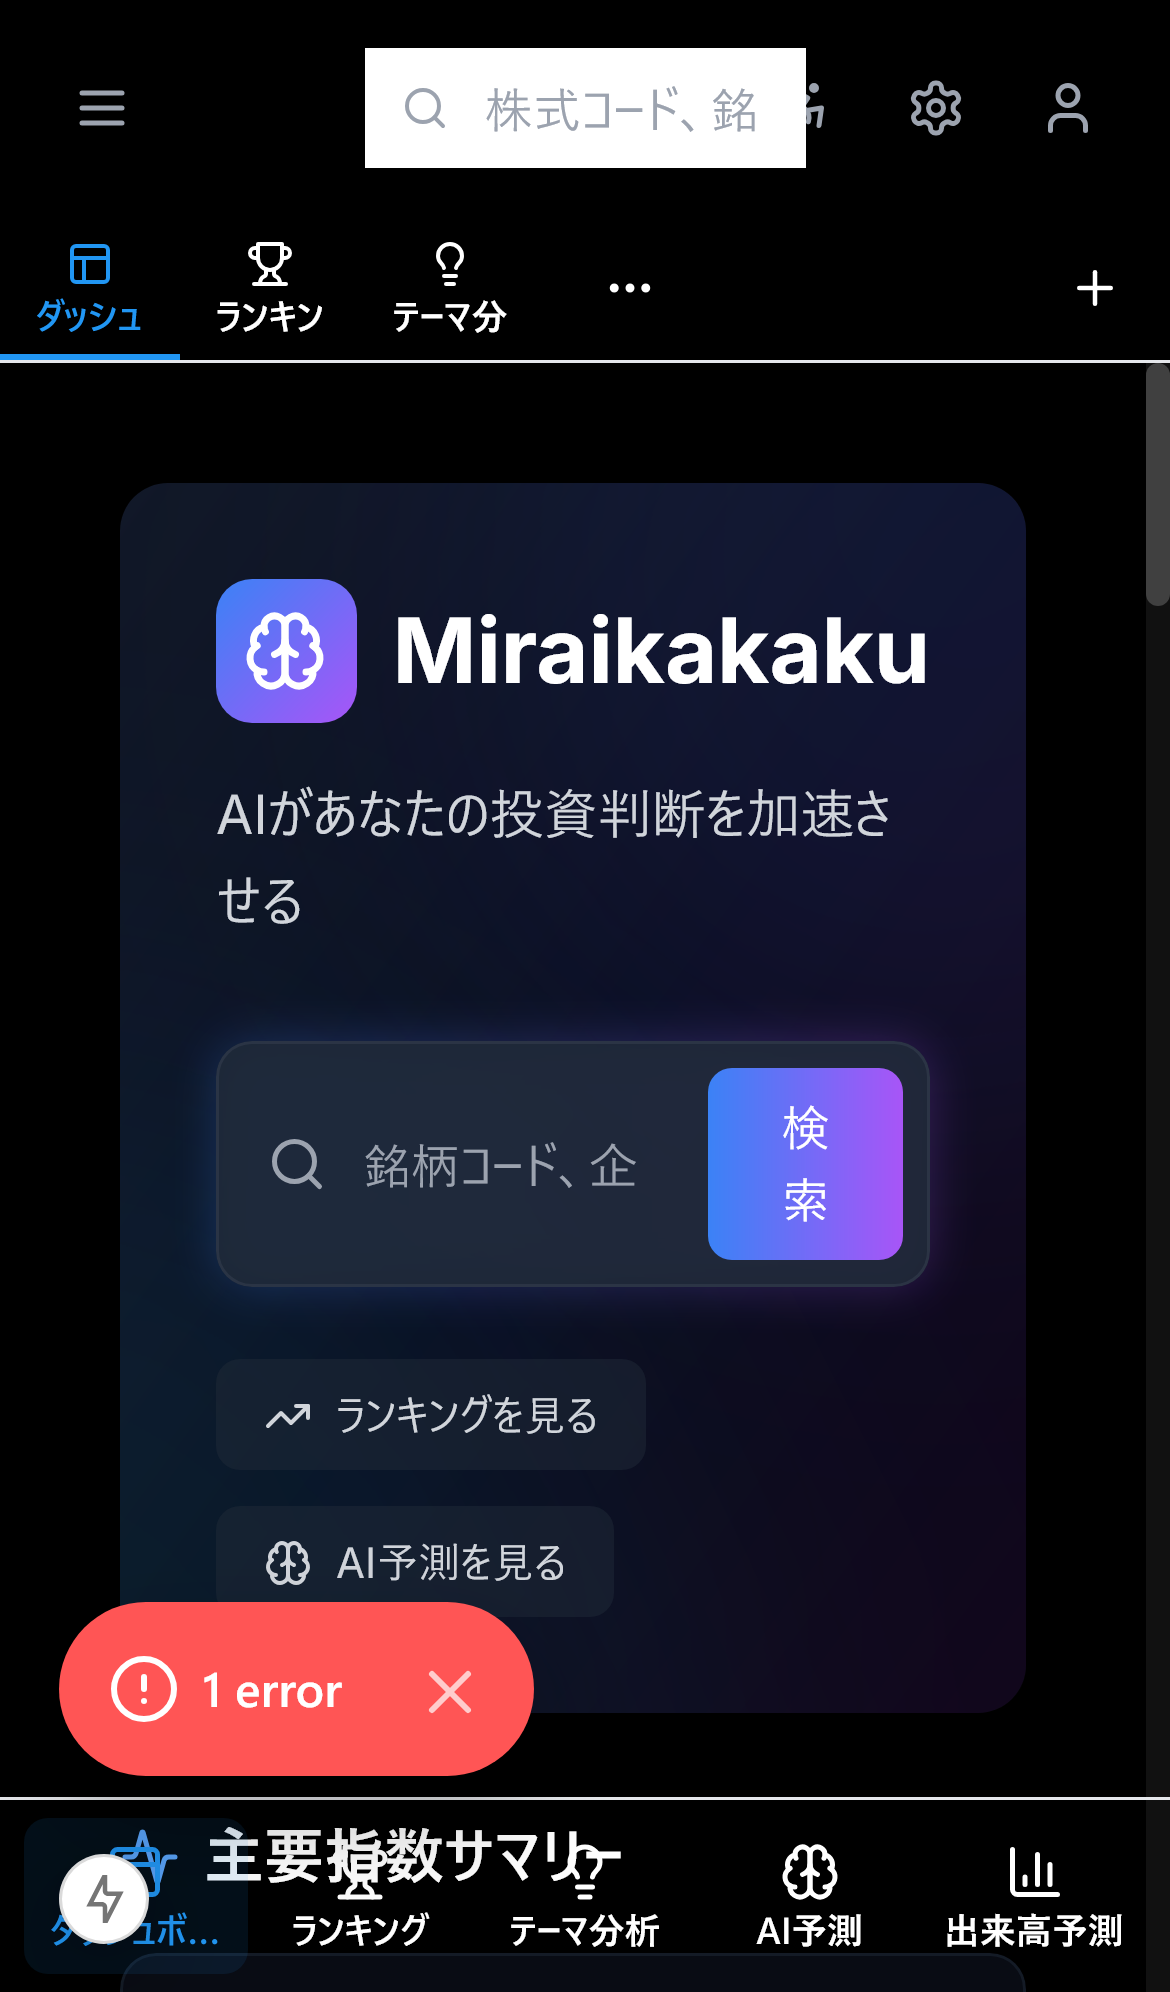 株式コード、銘
ダッシュ
ランキン
テーマ分
Miraikakaku
AIがあなたの投資判断を加速さ
せる
銘柄コード、企
検
索
ランキングを見る
AI予測を見る
1 error
主要指数サマリー
ランキング
テーマ分析
AI予測
出来高予測